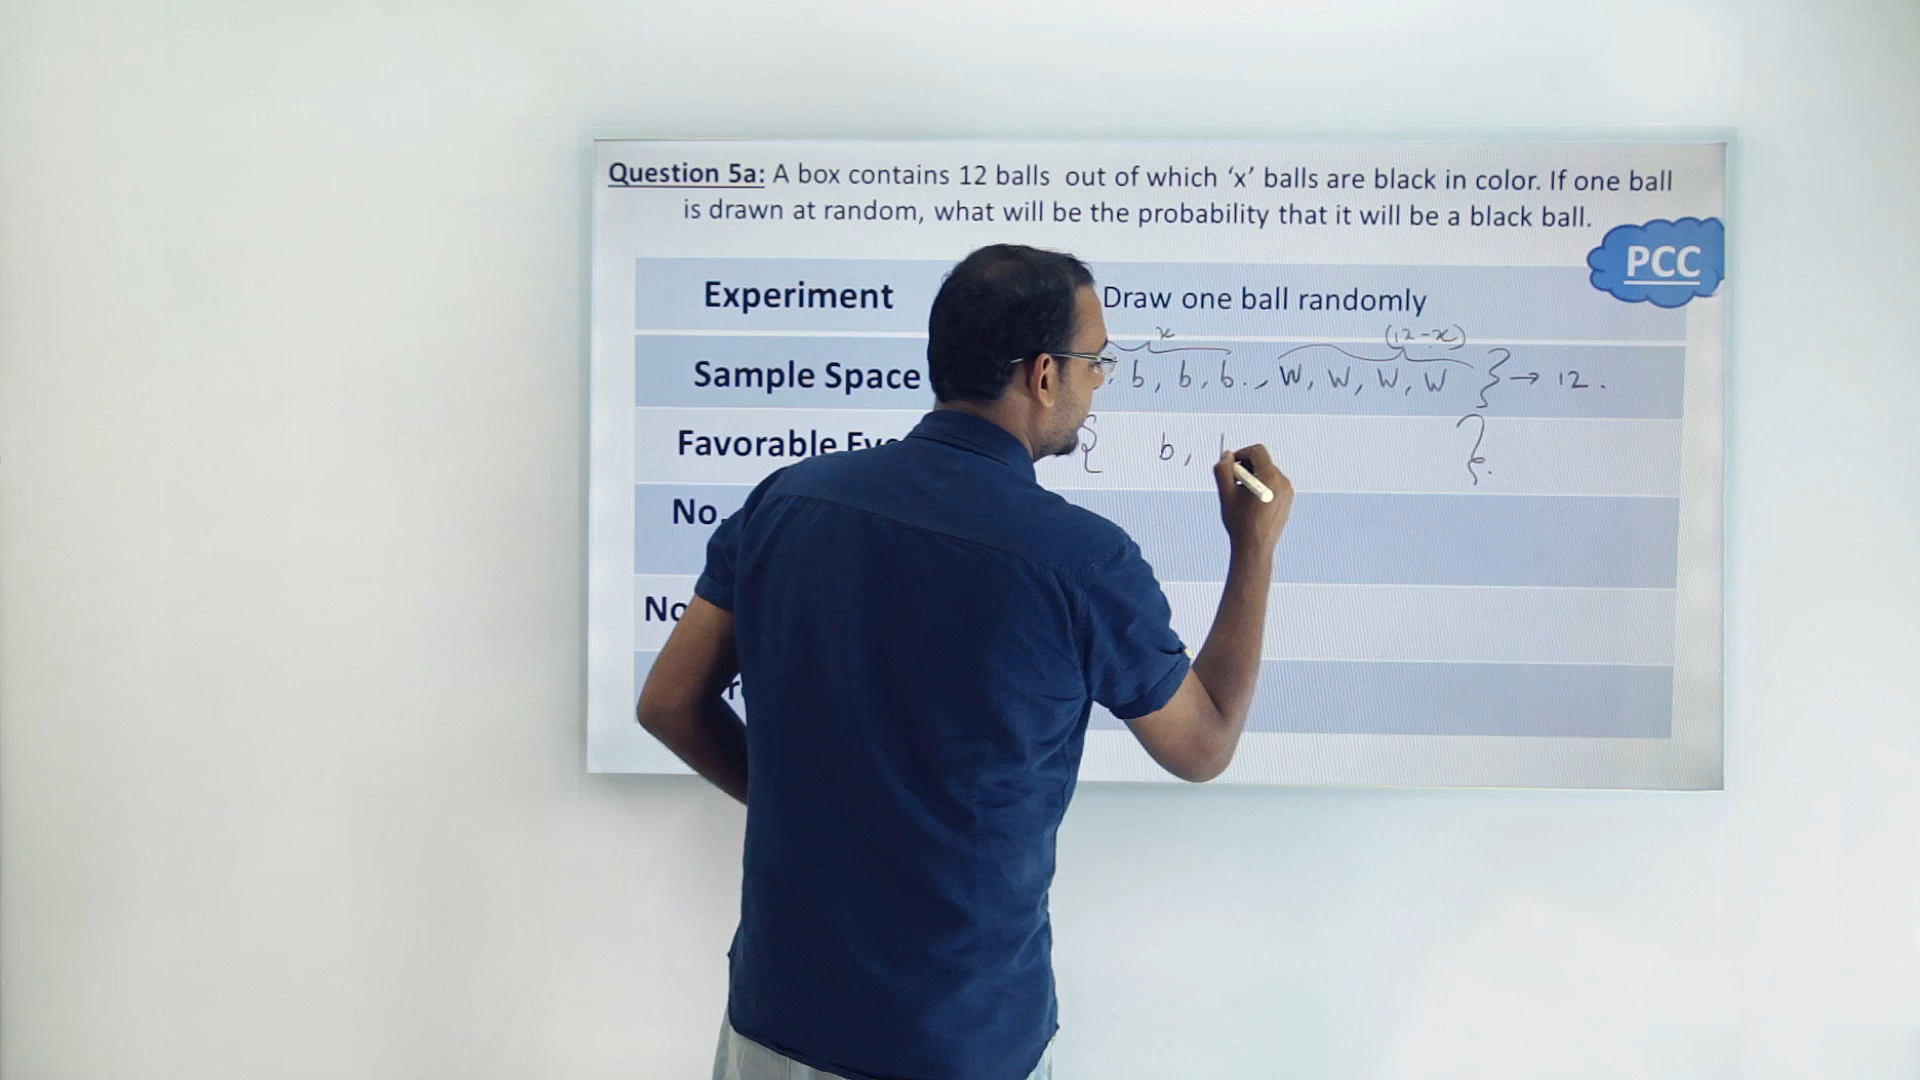 Question 5a: A box contains 12 balls out of which ‘x’ balls are black in color. If one ball
is drawn at random, what will be the probability that it will be a black ball.
PCC
Experiment Draw one ball randomly
x (12-x)
Sample Space b, b, b., W, W, W, W } → 12.
Favorable { b, }.
No.
No